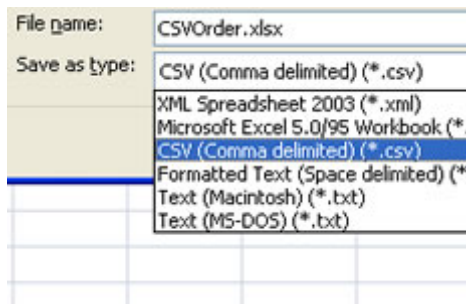 File name: CSVOrder.xlsx
Save as type: CSV (Comma delimited) (*.csv)
XML Spreadsheet 2003 (*.xml)
Microsoft Excel 5.0/95 Workbook (*.
CSV (Comma delimited) (*.csv)
Formatted Text (Space delimited) (*
Text (Macintosh) (*.txt)
Text (MS-DOS) (*.txt)